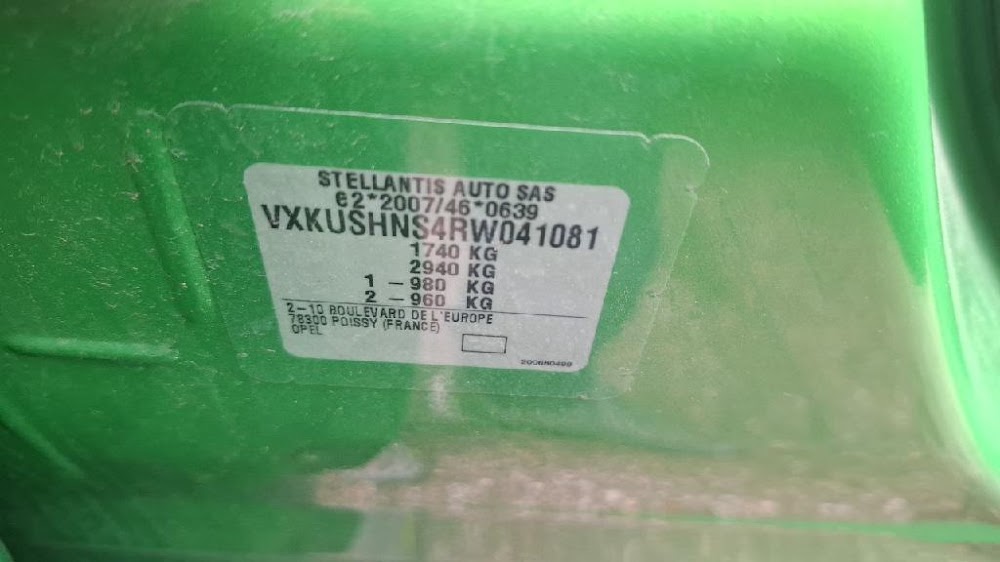 STELLANTIS AUTO SAS
e2*2007/46*0639
VXKUSHNS4RW041081
1740 KG
2940 KG
1 - 980 KG
2 - 960 KG
2-10 BOULEVARD DE L'EUROPE
78300 POISSY (FRANCE)
OPEL